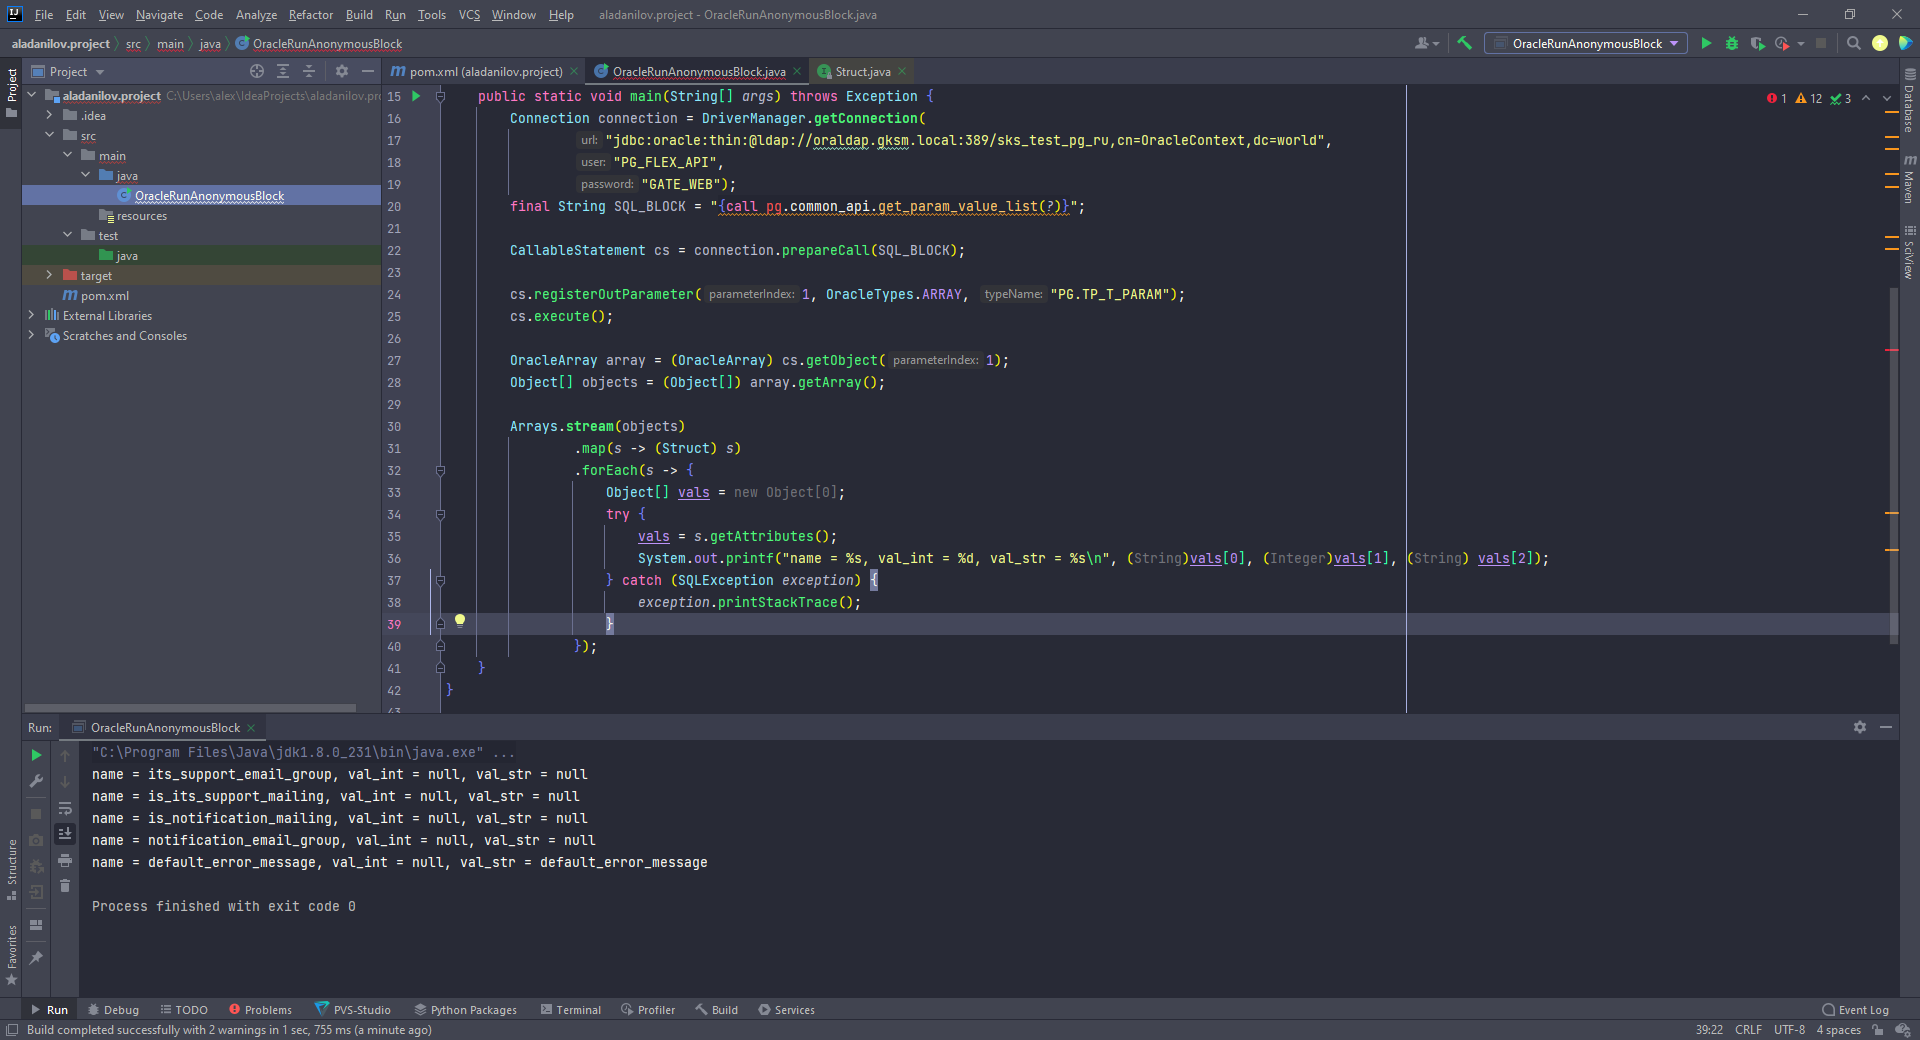 File Edit View Navigate Code Analyze Refactor Build Run Tools VCS Window Help aladanilov.project - OracleRunAnonymousBlock.java
aladanilov.project src main java OracleRunAnonymousBlock
OracleRunAnonymousBlock
Project
pom.xml (aladanilov.project) OracleRunAnonymousBlock.java Struct.java
aladanilov.project C:\Users\alex\IdeaProjects\aladanilov.pro
.idea
src
main
java
OracleRunAnonymousBlock
resources
test
java
target
pom.xml
External Libraries
Scratches and Consoles
Project
Structure
Favorites
Database
Maven
SciView
1 12 3
15 public static void main(String[] args) throws Exception {
16 Connection connection = DriverManager.getConnection(
17 url: "jdbc:oracle:thin:@ldap://oraldap.gksm.local:389/sks_test_pg_ru,cn=OracleContext,dc=world",
18 user: "PG_FLEX_API",
19 password: "GATE_WEB");
20 final String SQL_BLOCK = "{call pg.common_api.get_param_value_list(?)}";
21
22 CallableStatement cs = connection.prepareCall(SQL_BLOCK);
23
24 cs.registerOutParameter( parameterIndex: 1, OracleTypes.ARRAY, typeName: "PG.TP_T_PARAM");
25 cs.execute();
26
27 OracleArray array = (OracleArray) cs.getObject( parameterIndex: 1);
28 Object[] objects = (Object[]) array.getArray();
29
30 Arrays.stream(objects)
31 .map(s -> (Struct) s)
32 .forEach(s -> {
33 Object[] vals = new Object[0];
34 try {
35 vals = s.getAttributes();
36 System.out.printf("name = %s, val_int = %d, val_str = %s\n", (String)vals[0], (Integer)vals[1], (String) vals[2]);
37 } catch (SQLException exception) {
38 exception.printStackTrace();
39 }
40 });
41 }
42 }
43
Run: OracleRunAnonymousBlock
"C:\Program Files\Java\jdk1.8.0_231\bin\java.exe" ...
name = its_support_email_group, val_int = null, val_str = null
name = is_its_support_mailing, val_int = null, val_str = null
name = is_notification_mailing, val_int = null, val_str = null
name = notification_email_group, val_int = null, val_str = null
name = default_error_message, val_int = null, val_str = default_error_message
Process finished with exit code 0
Run Debug TODO Problems PVS-Studio Python Packages Terminal Profiler Build Services Event Log
Build completed successfully with 2 warnings in 1 sec, 755 ms (a minute ago) 39:22 CRLF UTF-8 4 spaces